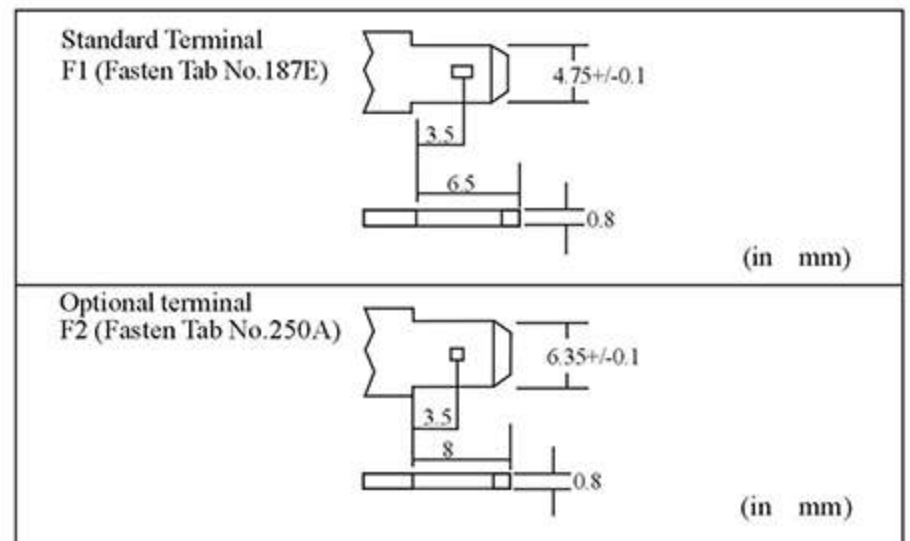 Standard Terminal
F1 (Fasten Tab No.187E)
4.75+/-0.1
3.5
6.5
0.8
(in mm)
Optional terminal
F2 (Fasten Tab No.250A)
6.35+/-0.1
3.5
8
0.8
(in mm)